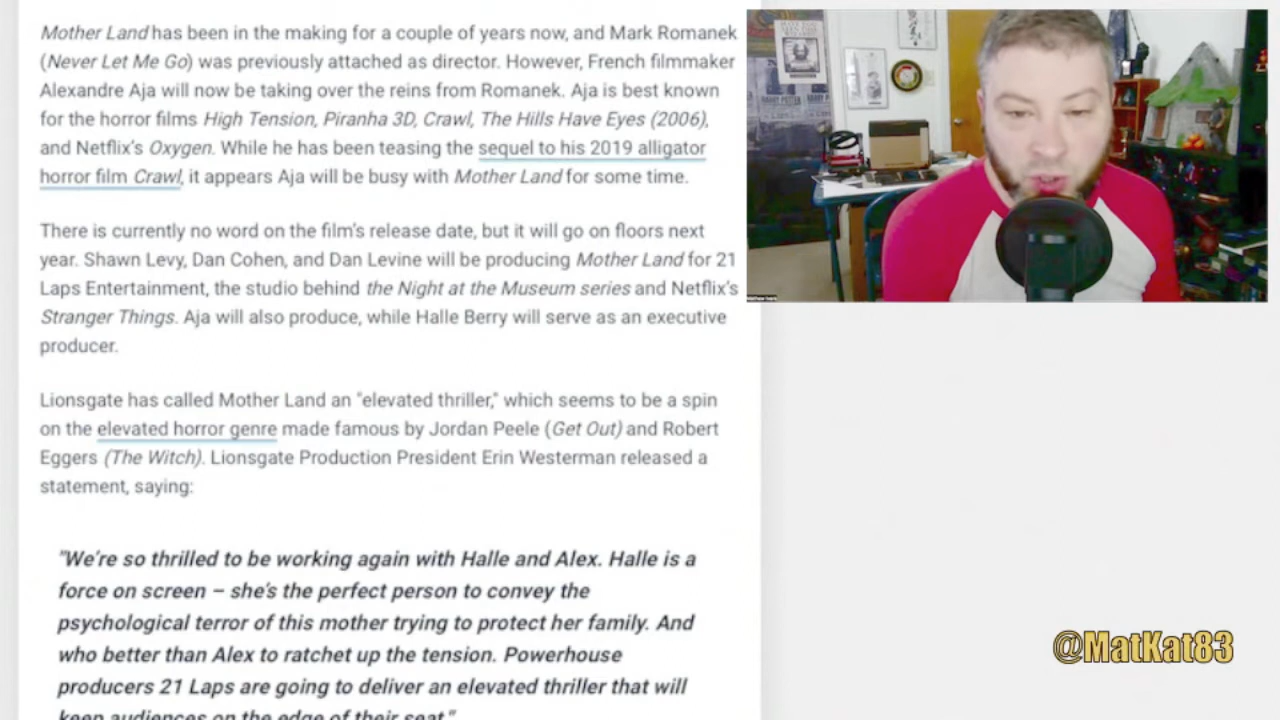 Mother Land has been in the making for a couple of years now, and Mark Romanek
(Never Let Me Go) was previously attached as director. However, French filmmaker
Alexandre Aja will now be taking over the reins from Romanek. Aja is best known
for the horror films High Tension, Piranha 3D, Crawl, The Hills Have Eyes (2006),
and Netflix's Oxygen. While he has been teasing the sequel to his 2019 alligator
horror film Crawl, it appears Aja will be busy with Mother Land for some time.
There is currently no word on the film's release date, but it will go on floors next
year. Shawn Levy, Dan Cohen, and Dan Levine will be producing Mother Land for 21
Laps Entertainment, the studio behind the Night at the Museum series and Netflix's
Stranger Things. Aja will also produce, while Halle Berry will serve as an executive
producer.
Lionsgate has called Mother Land an "elevated thriller," which seems to be a spin
on the elevated horror genre made famous by Jordan Peele (Get Out) and Robert
Eggers (The Witch). Lionsgate Production President Erin Westerman released a
statement, saying:
"We're so thrilled to be working again with Halle and Alex. Halle is a
force on screen – she's the perfect person to convey the
psychological terror of this mother trying to protect her family. And
who better than Alex to ratchet up the tension. Powerhouse
producers 21 Laps are going to deliver an elevated thriller that will
keep audiences on the edge of their seat."
HARRY POTTER
@MatKat83